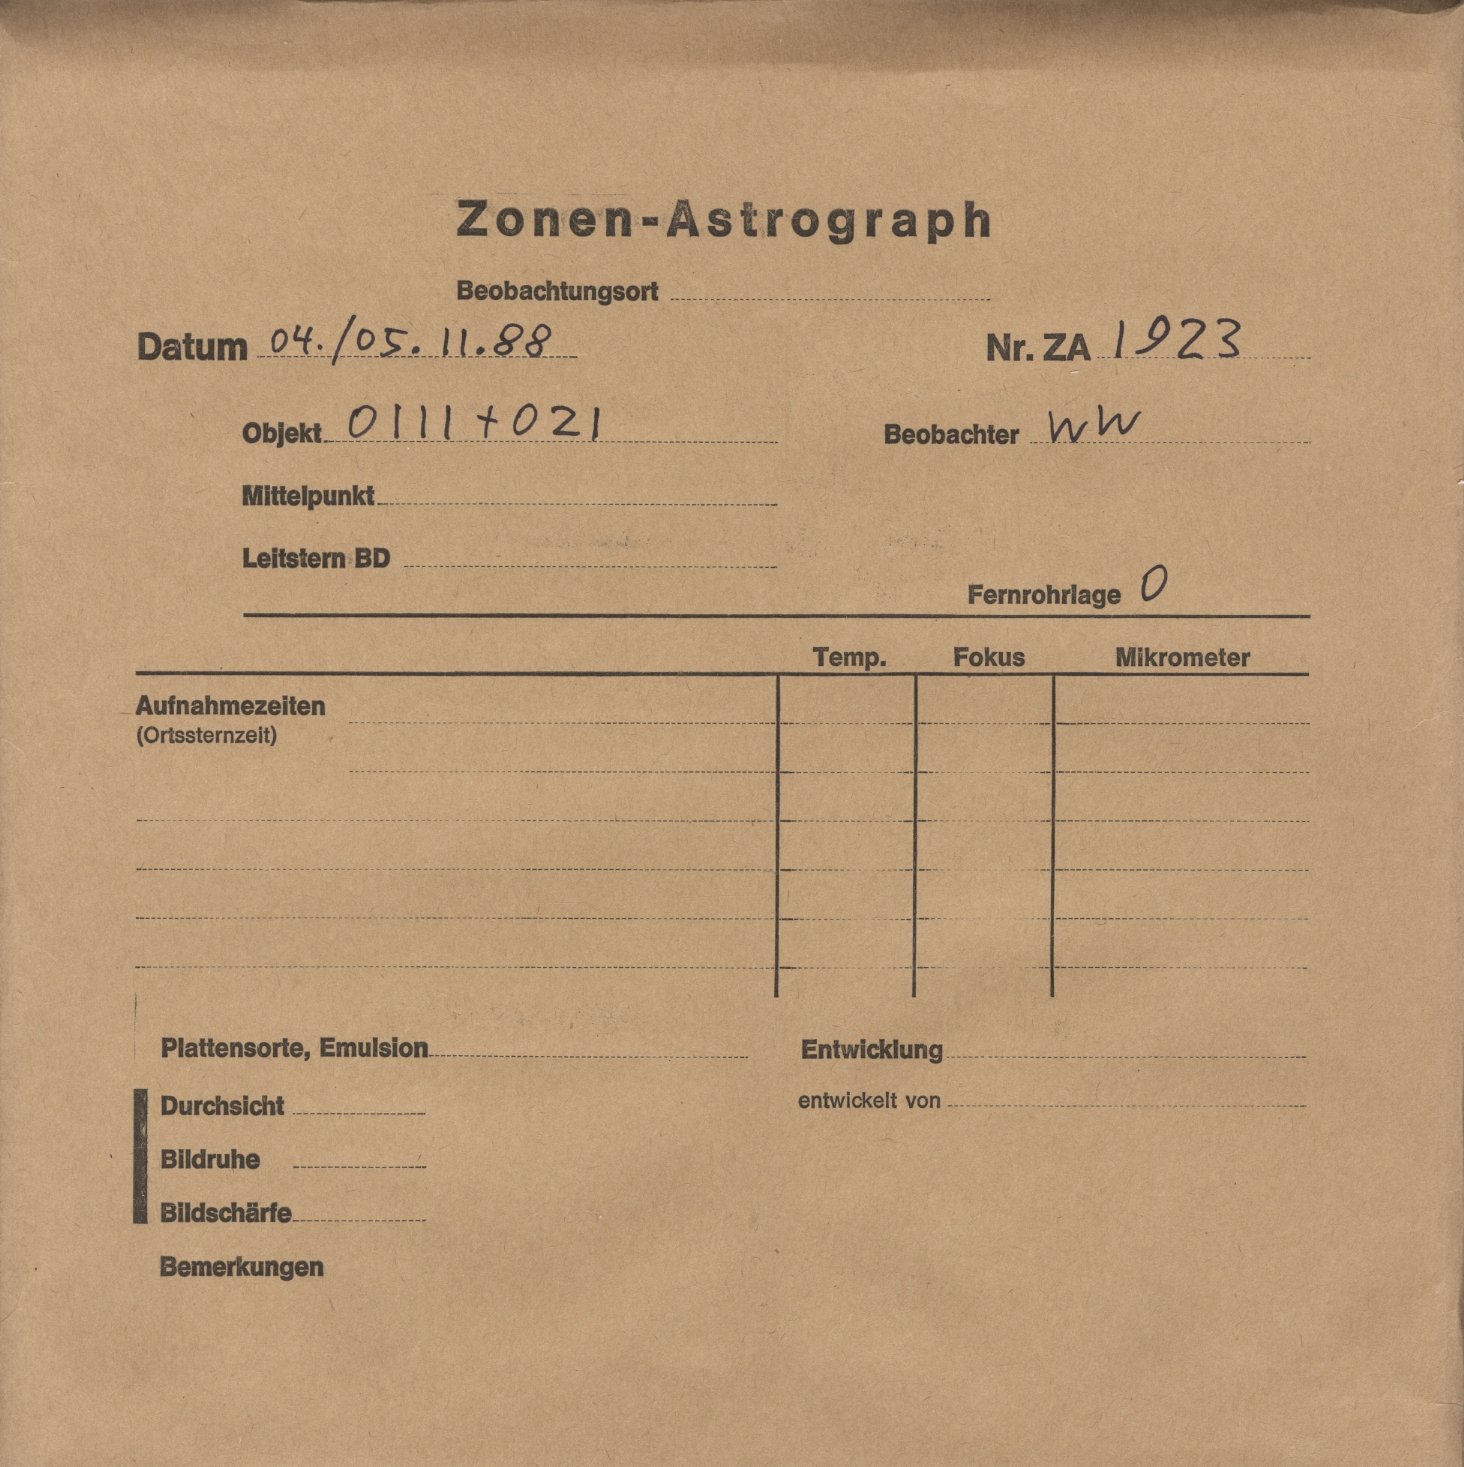 Zonen-Astrograph
Beobachtungsort
Datum 04./05.11.88 Nr. ZA 1923
Objekt 0111+021 Beobachter WW
Mittelpunkt
Leitstern BD
Fernrohrlage O
Temp. Fokus Mikrometer
Aufnahmezeiten
(Ortssternzeit)
Plattensorte, Emulsion Entwicklung
Durchsicht entwickelt von
Bildruhe
Bildschärfe
Bemerkungen